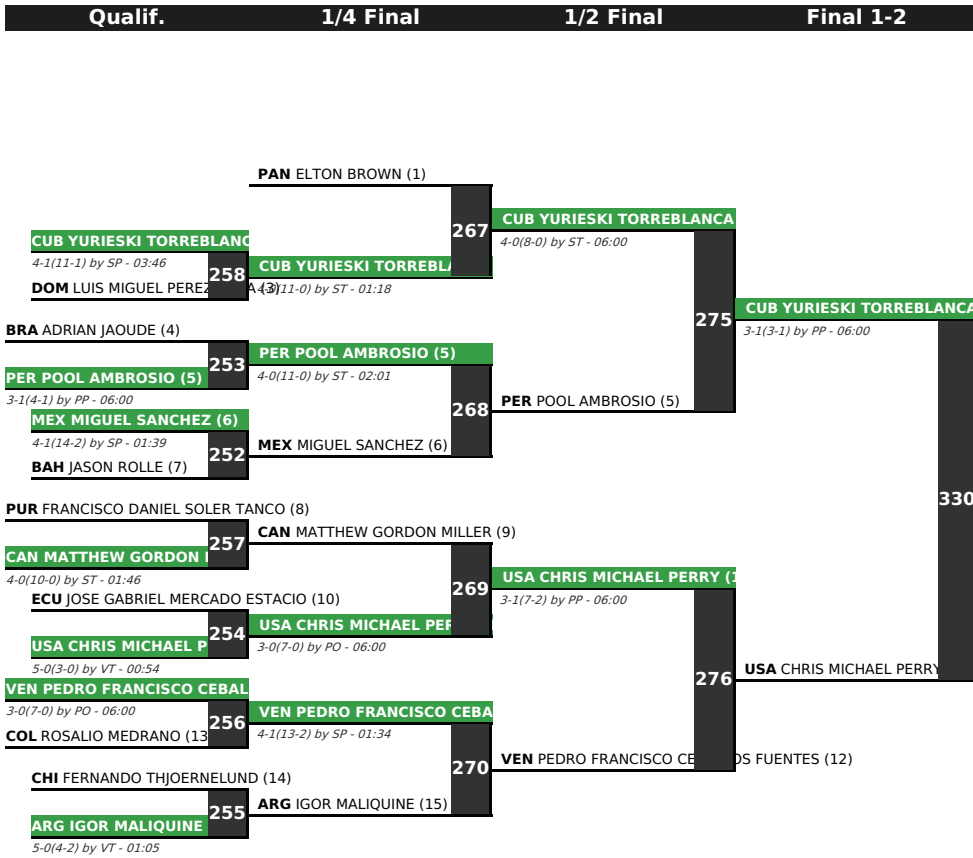 Qualif. 1/4 Final 1/2 Final Final 1-2
PAN ELTON BROWN (1)
267
CUB YURIESKI TORREBLANCA
4-0(8-0) by ST - 06:00
CUB YURIESKI TORREBLANC
4-1(11-1) by SP - 03:46
258
DOM LUIS MIGUEL PEREZ A (3)
CUB YURIESKI TORREBLA
4-0(11-0) by ST - 01:18
275
CUB YURIESKI TORREBLANCA
3-1(3-1) by PP - 06:00
BRA ADRIAN JAOUDE (4)
253
PER POOL AMBROSIO (5)
3-1(4-1) by PP - 06:00
PER POOL AMBROSIO (5)
4-0(11-0) by ST - 02:01
268
PER POOL AMBROSIO (5)
MEX MIGUEL SANCHEZ (6)
4-1(14-2) by SP - 01:39
252
BAH JASON ROLLE (7)
MEX MIGUEL SANCHEZ (6)
330
PUR FRANCISCO DANIEL SOLER TANCO (8)
257
CAN MATTHEW GORDON
4-0(10-0) by ST - 01:46
CAN MATTHEW GORDON MILLER (9)
269
USA CHRIS MICHAEL PERRY (1
3-1(7-2) by PP - 06:00
ECU JOSE GABRIEL MERCADO ESTACIO (10)
254
USA CHRIS MICHAEL P
5-0(3-0) by VT - 00:54
USA CHRIS MICHAEL PER
3-0(7-0) by PO - 06:00
276
USA CHRIS MICHAEL PERRY
VEN PEDRO FRANCISCO CEBAL
3-0(7-0) by PO - 06:00
256
COL ROSALIO MEDRANO (13
VEN PEDRO FRANCISCO CEBA
4-1(13-2) by SP - 01:34
270
VEN PEDRO FRANCISCO CE OS FUENTES (12)
CHI FERNANDO THJOERNELUND (14)
255
ARG IGOR MALIQUINE
5-0(4-2) by VT - 01:05
ARG IGOR MALIQUINE (15)